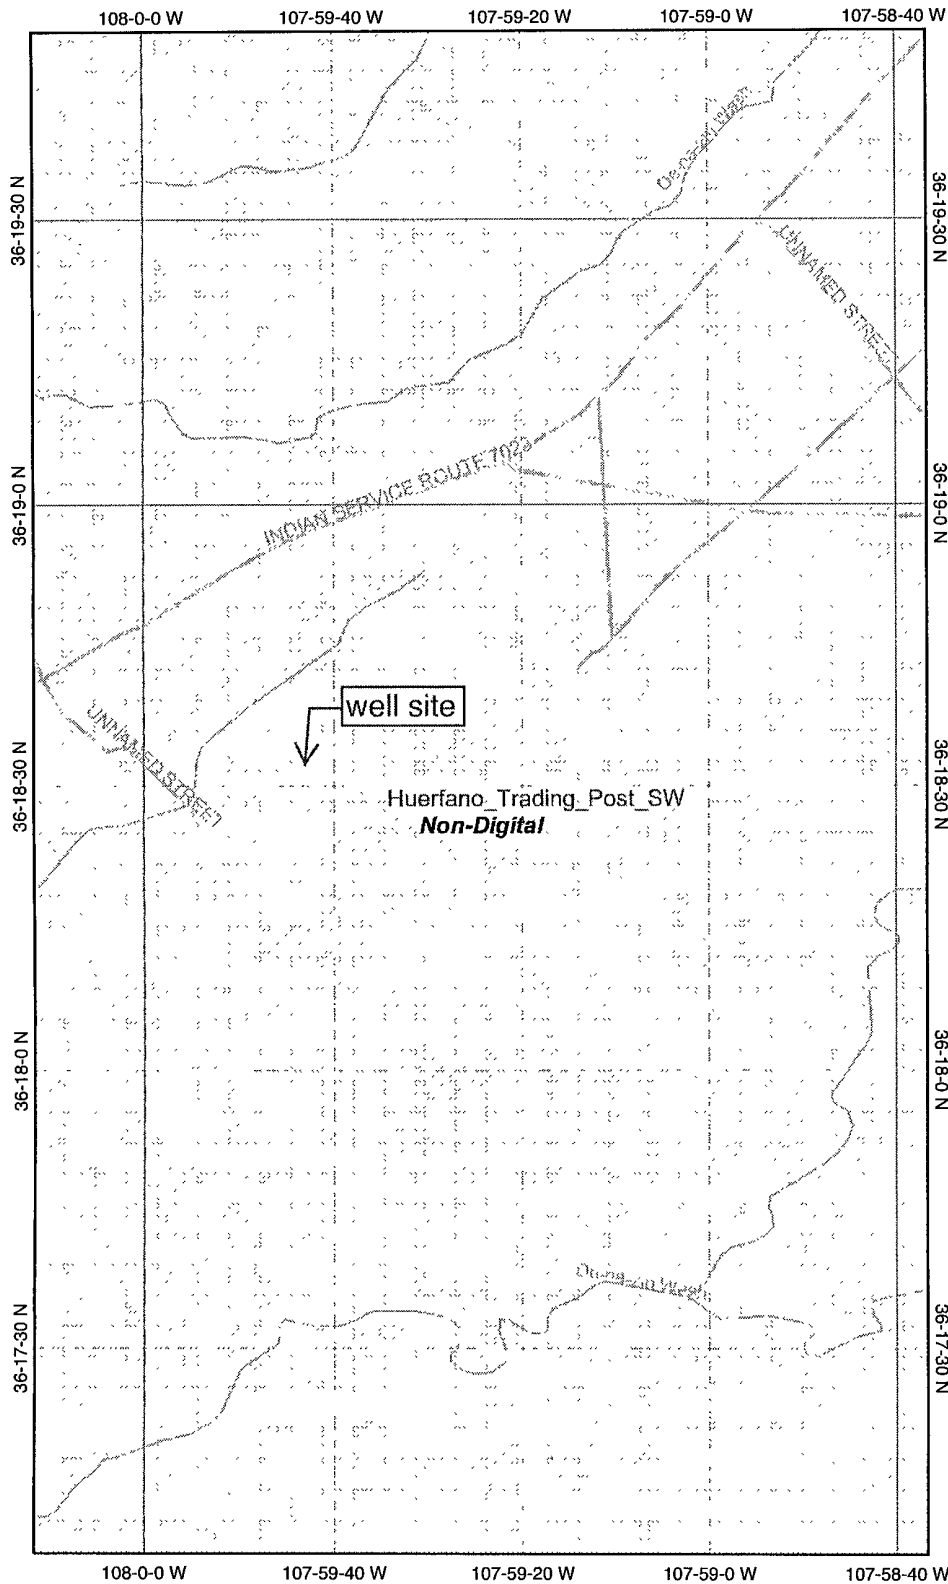 108-0-0 W 107-59-40 W 107-59-20 W 107-59-0 W 107-58-40 W
36-19-30 N
36-19-30 N
UNNAMED STREET
INDIAN SERVICE ROUTE 7023
36-19-0 N
36-19-0 N
well site
UNNAMED STREET
36-18-30 N
36-18-30 N
Huerfano_Trading_Post_SW
Non-Digital
36-18-0 N
36-18-0 N
36-17-30 N
36-17-30 N
108-0-0 W 107-59-40 W 107-59-20 W 107-59-0 W 107-58-40 W